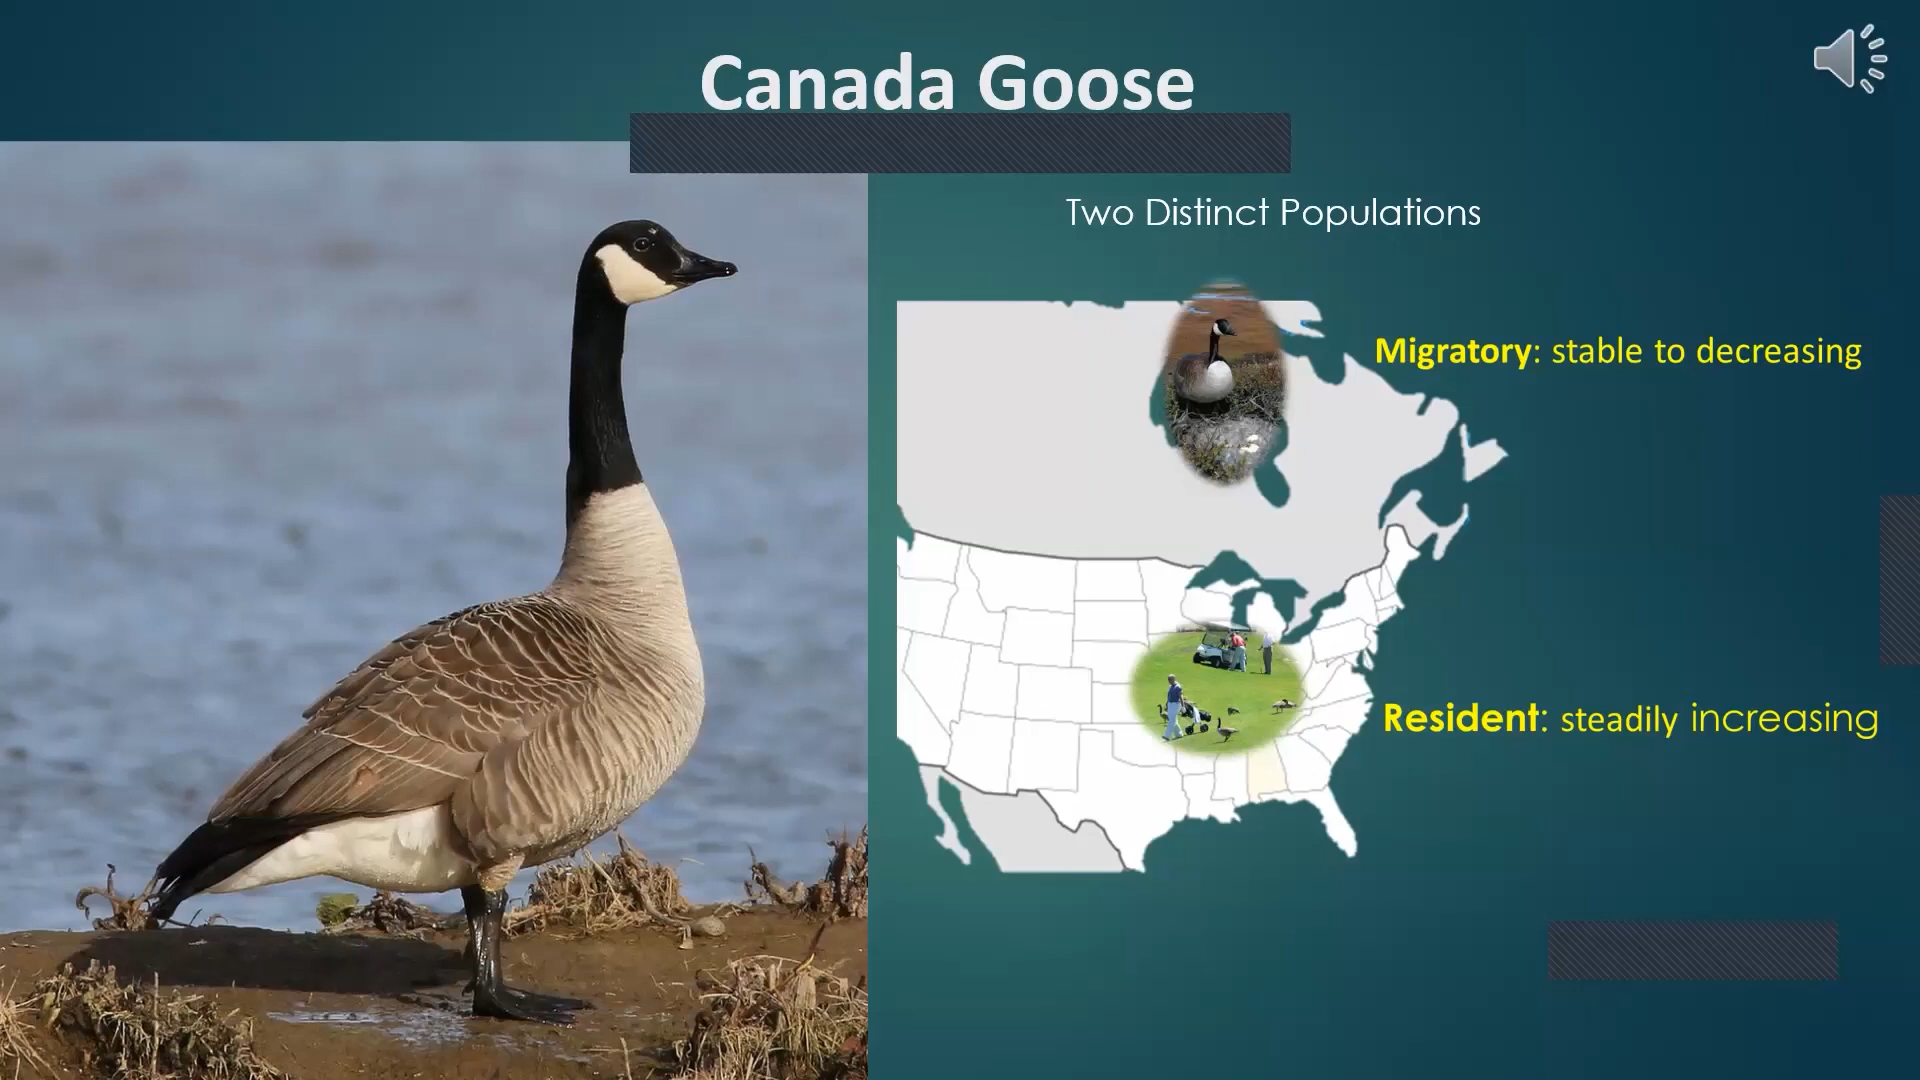 Canada Goose
Two Distinct Populations
Migratory: stable to decreasing
Resident: steadily increasing